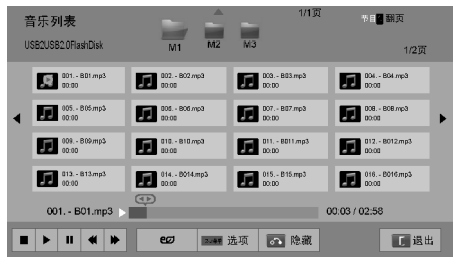 音乐列表
1/1页
节目 翻页
USB2USB2.0FlashDisk
M1
M2
M3
1/2页
001. - B01.mp3
00:00
002. - B02.mp3
00:00
003. - B03.mp3
00:00
004. - B04.mp3
00:00
005. - B05.mp3
00:00
006. - B06.mp3
00:00
007. - B07.mp3
00:00
008. - B08.mp3
00:00
009. - B09.mp3
00:00
010. - B10.mp3
00:00
011. - B011.mp3
00:00
012. - B012.mp3
00:00
013. - B13.mp3
00:00
014. - B014.mp3
00:00
015. - B15.mp3
00:00
016. - B016.mp3
00:00
001. - B01.mp3
00:03 / 02:58
选项
隐藏
退出